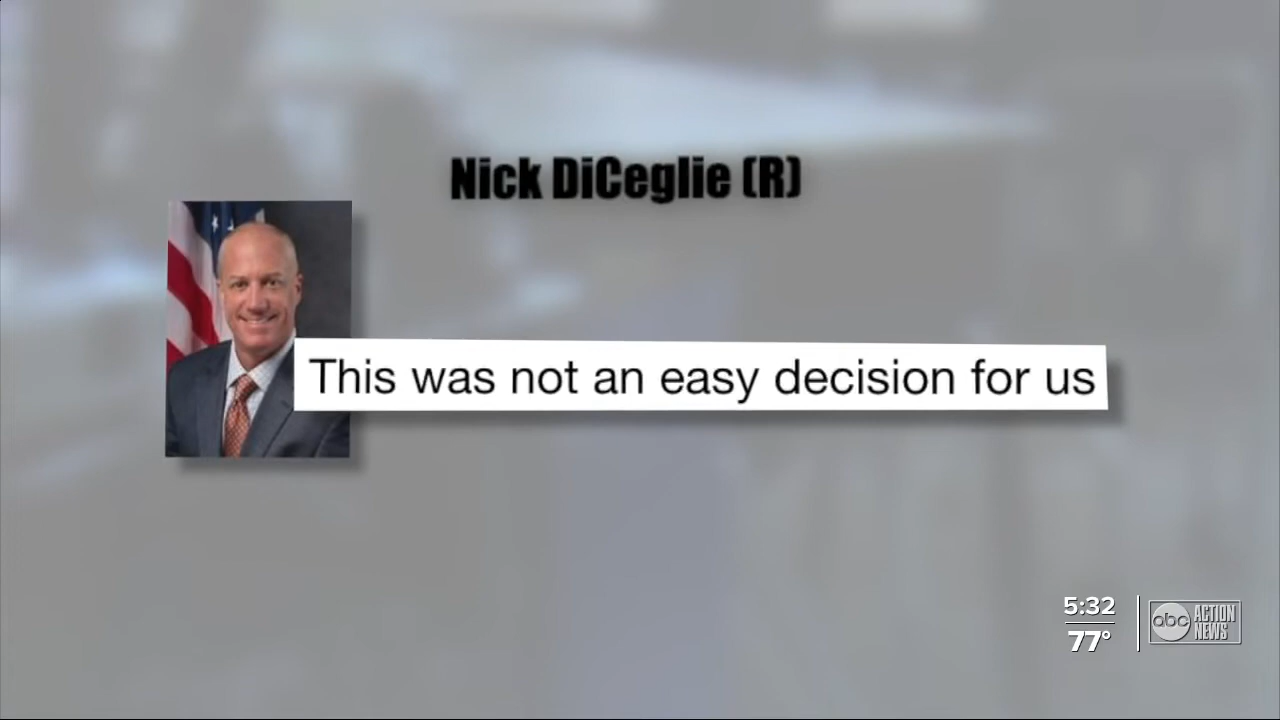 Nick DiCeglie (R)
This was not an easy decision for us
5:32
77°
abc
ACTION
NEWS